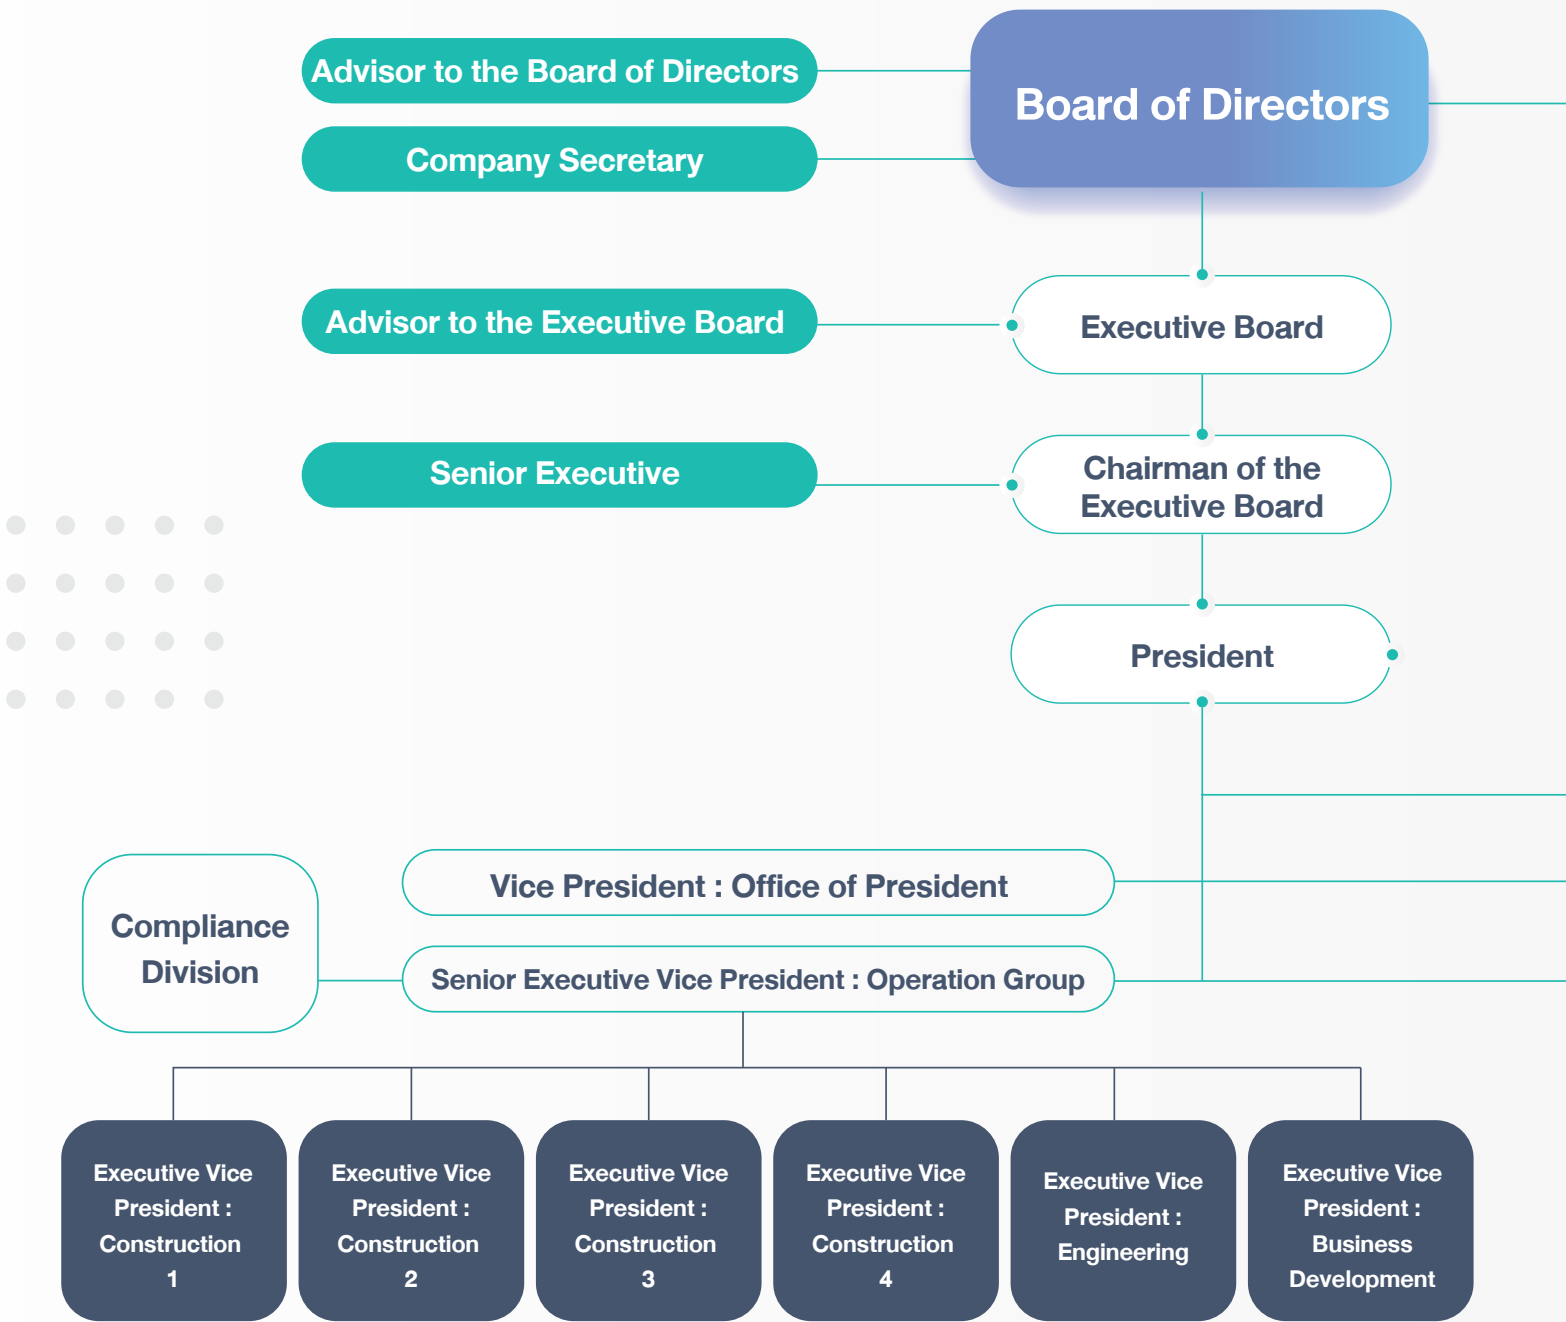 Advisor to the Board of Directors
Board of Directors
Company Secretary
Advisor to the Executive Board
Executive Board
Senior Executive
Chairman of the
Executive Board
President
Vice President : Office of President
Compliance
Division
Senior Executive Vice President : Operation Group
Executive Vice
President :
Construction
1
Executive Vice
President :
Construction
2
Executive Vice
President :
Construction
3
Executive Vice
President :
Construction
4
Executive Vice
President :
Engineering
Executive Vice
President :
Business
Development